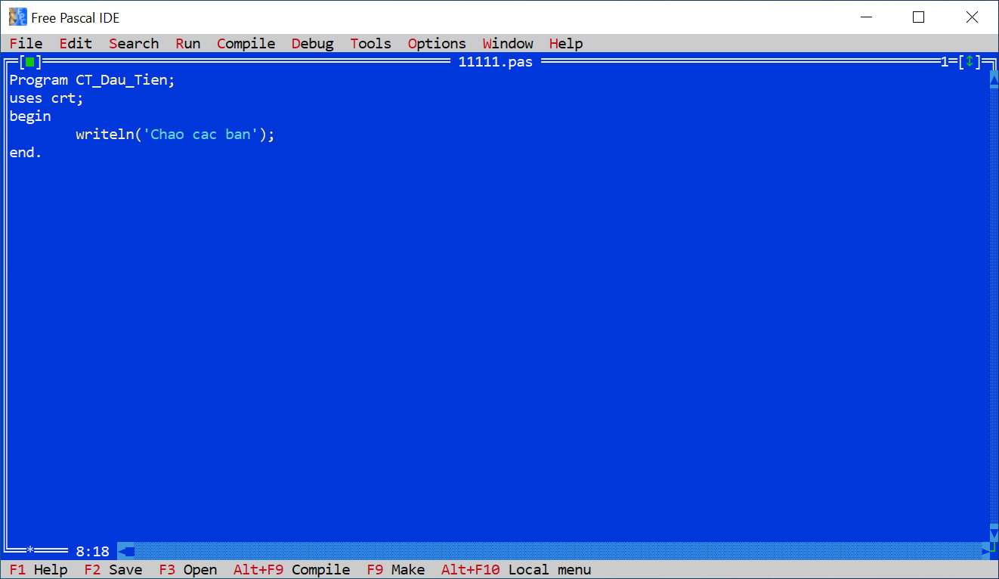 Free Pascal IDE
File Edit Search Run Compile Debug Tools Options Window Help
[■] 11111.pas 1=[↕]
Program CT_Dau_Tien;
uses crt;
begin
writeln('Chao cac ban');
end.
* 8:18
F1 Help F2 Save F3 Open Alt+F9 Compile F9 Make Alt+F10 Local menu